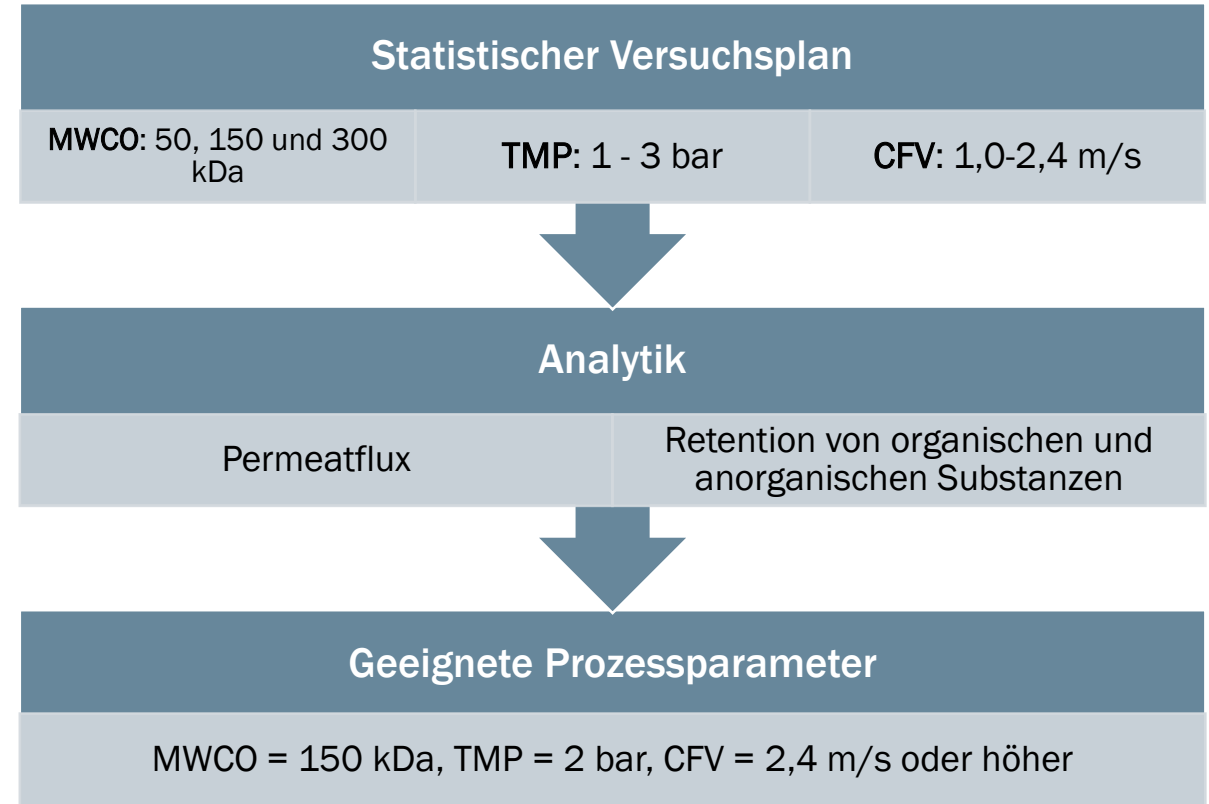 Statistischer Versuchsplan
MWCO: 50, 150 und 300
kDa
TMP: 1 - 3 bar
CFV: 1,0-2,4 m/s
Analytik
Permeatflux
Retention von organischen und
anorganischen Substanzen
Geeignete Prozessparameter
MWCO = 150 kDa, TMP = 2 bar, CFV = 2,4 m/s oder höher